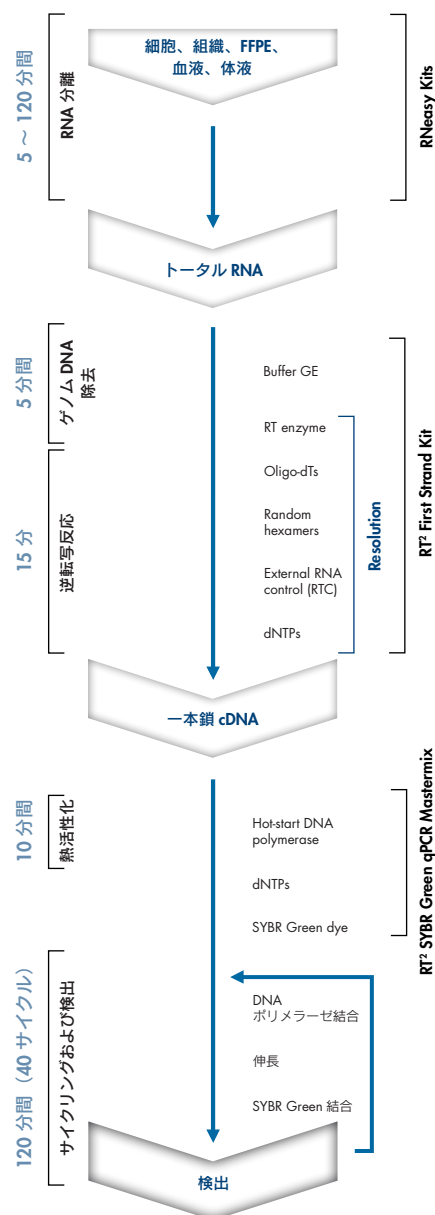 細胞、組織、FFPE、
血液、体液
5 ～ 120 分間
RNA 分離
RNeasy Kits
トータル RNA
5 分間
ゲノム DNA
除去
Buffer GE
RT enzyme
Oligo-dTs
Random
hexamers
External RNA
control (RTC)
dNTPs
Resolution
RT² First Strand Kit
15 分
逆転写反応
一本鎖 cDNA
10 分間
熱活性化
Hot-start DNA
polymerase
dNTPs
SYBR Green dye
RT² SYBR Green qPCR Mastermix
120 分間（40 サイクル）
サイクリングおよび検出
DNA
ポリメラーゼ結合
伸長
SYBR Green 結合
検出